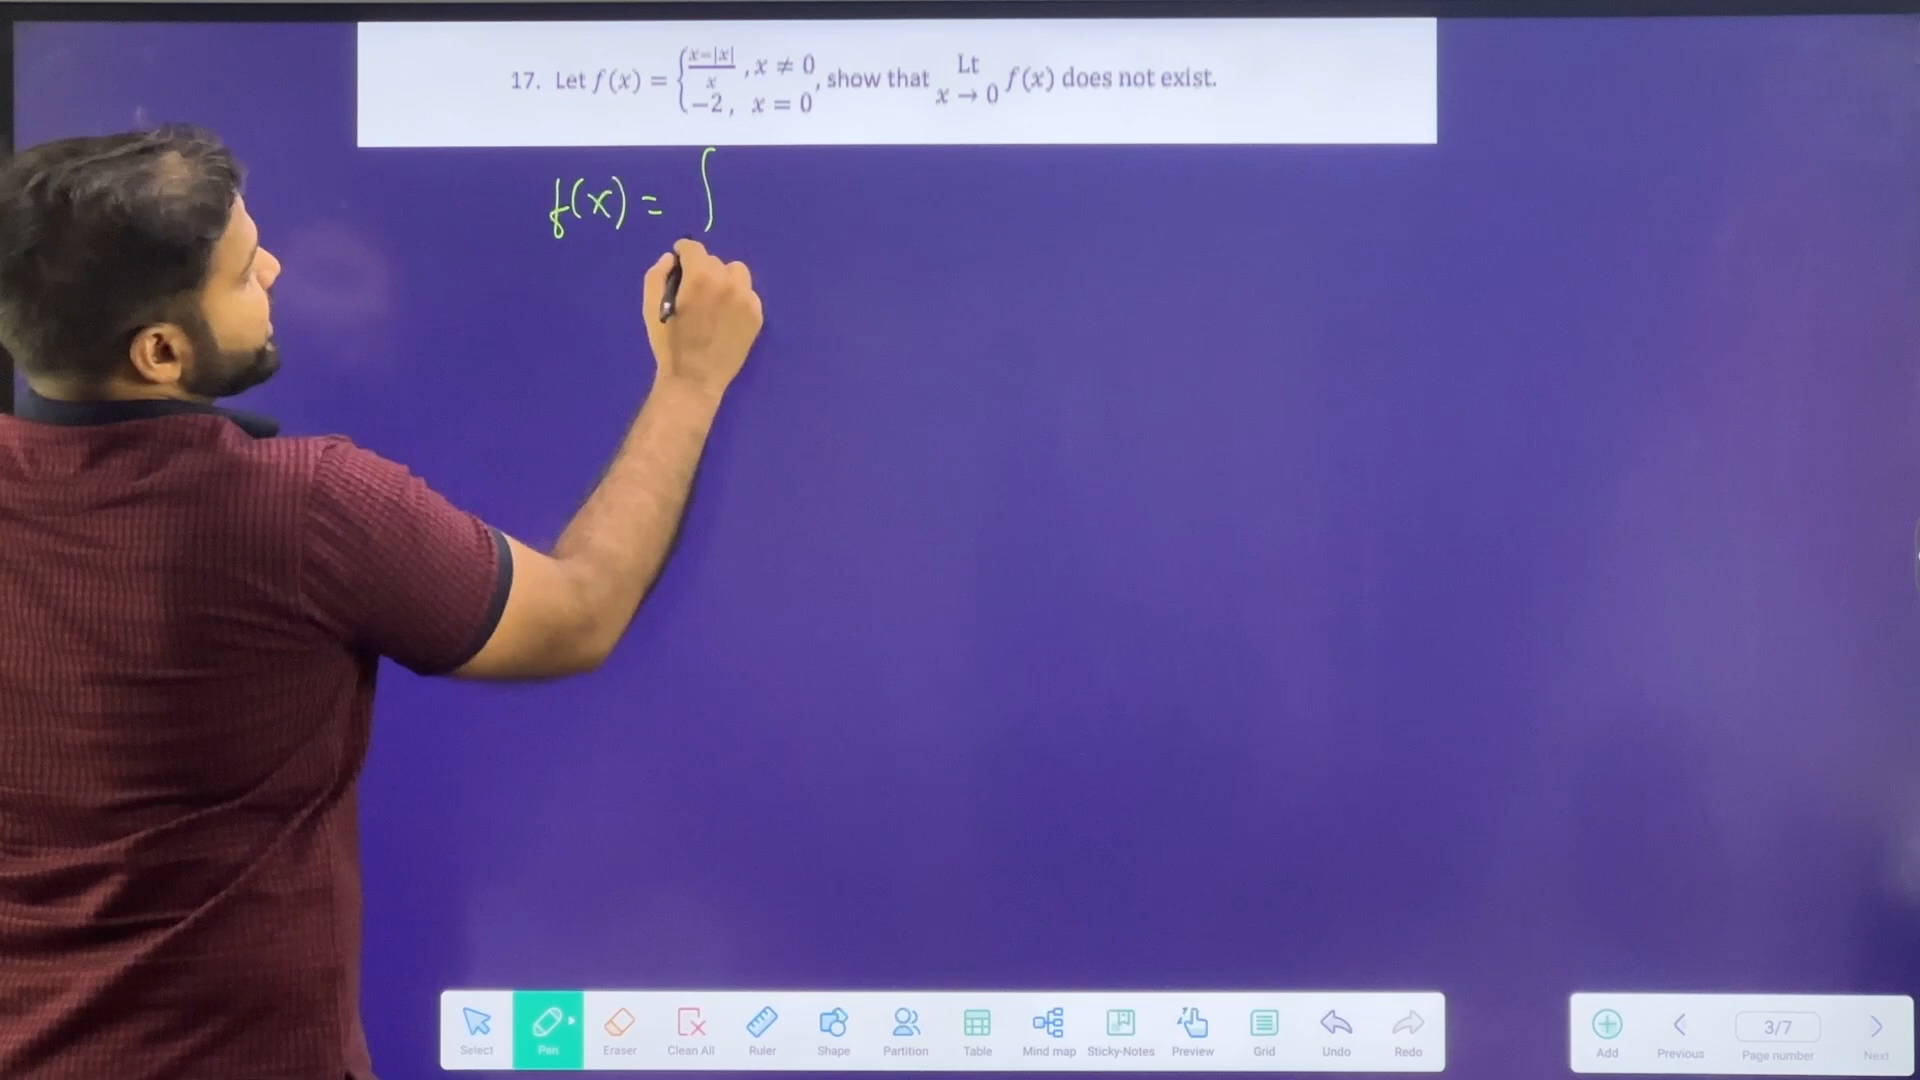 17. Let f(x) = { x−|x| / x , x ≠ 0
−2 , x = 0 , show that Lt x → 0 f(x) does not exist.
f(x) =
Select Pen Eraser Clean All Ruler Shape Partition Table Mind map Sticky-Notes Preview Grid Undo Redo
Add Previous 3/7 Page number Next